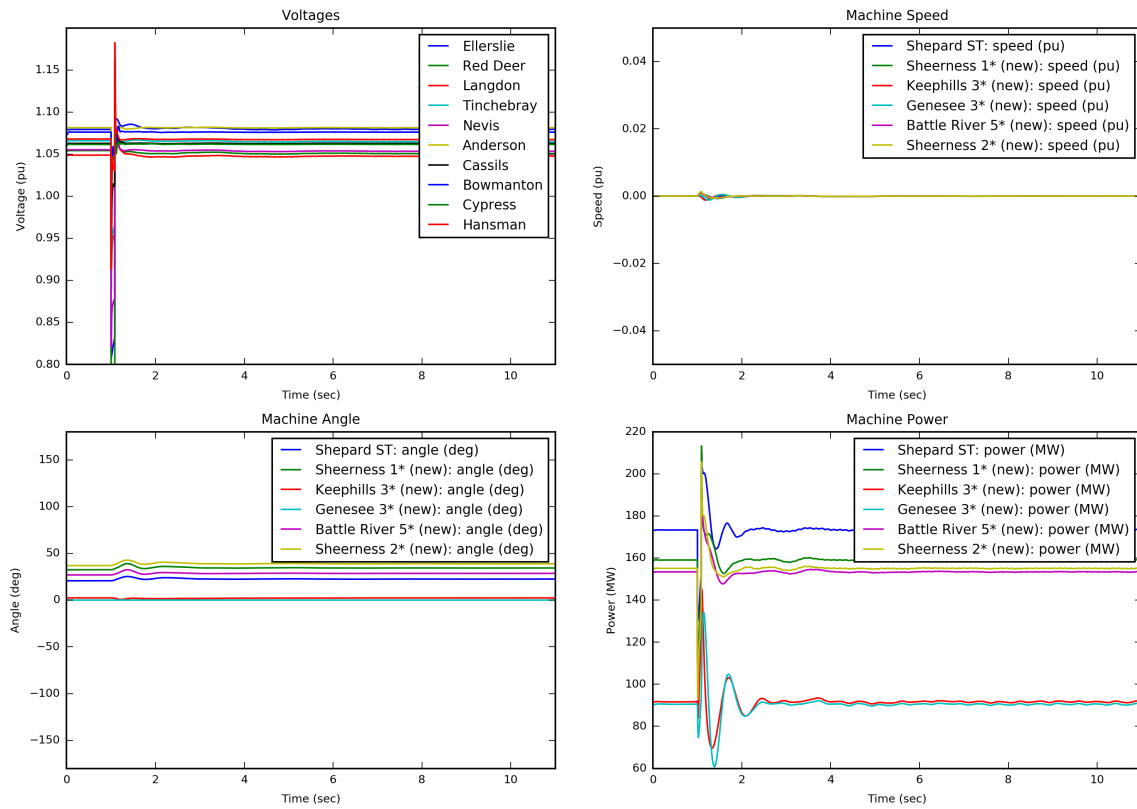 Voltages
1.15
1.10
1.05
1.00
0.95
0.90
0.85
0.80
Voltage (pu)
Ellerslie
Red Deer
Langdon
Tinchebray
Nevis
Anderson
Cassils
Bowmanton
Cypress
Hansman
0 2 4 6 8 10
Time (sec)
Machine Speed
0.04
0.02
0.00
−0.02
−0.04
Speed (pu)
Shepard ST: speed (pu)
Sheerness 1* (new): speed (pu)
Keephills 3* (new): speed (pu)
Genesee 3* (new): speed (pu)
Battle River 5* (new): speed (pu)
Sheerness 2* (new): speed (pu)
0 2 4 6 8 10
Time (sec)
Machine Angle
150
100
50
0
−50
−100
−150
Angle (deg)
Shepard ST: angle (deg)
Sheerness 1* (new): angle (deg)
Keephills 3* (new): angle (deg)
Genesee 3* (new): angle (deg)
Battle River 5* (new): angle (deg)
Sheerness 2* (new): angle (deg)
0 2 4 6 8 10
Time (sec)
Machine Power
220
200
180
160
140
120
100
80
60
Power (MW)
Shepard ST: power (MW)
Sheerness 1* (new): power (MW)
Keephills 3* (new): power (MW)
Genesee 3* (new): power (MW)
Battle River 5* (new): power (MW)
Sheerness 2* (new): power (MW)
0 2 4 6 8 10
Time (sec)